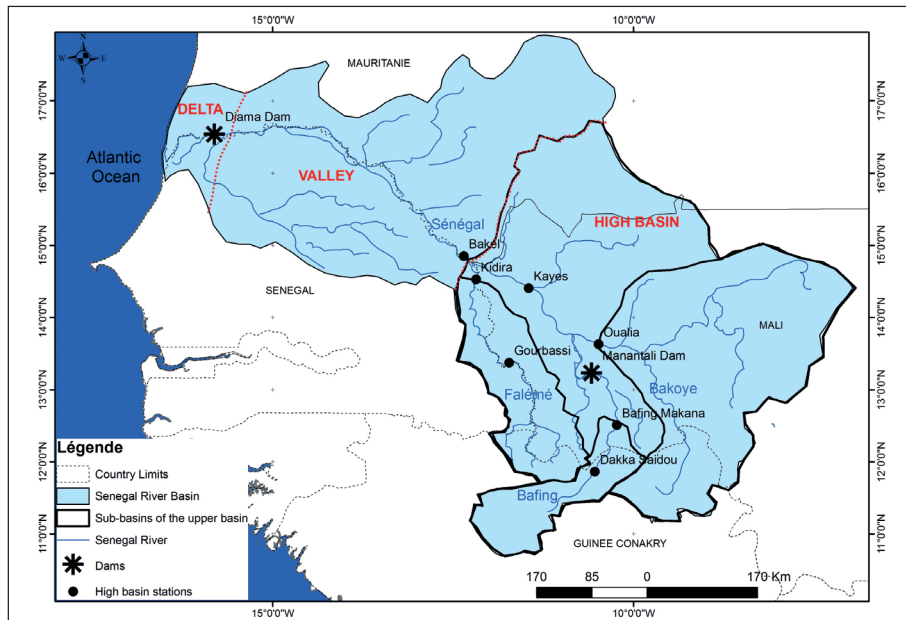 15°0'0"W
10°0'0"W
N
W
E
S
MAURITANIE
17°0'0"N
17°0'0"N
DELTA
Diama Dam
Atlantic
Ocean
16°0'0"N
16°0'0"N
VALLEY
Sénégal
HIGH BASIN
15°0'0"N
15°0'0"N
Bakel
Kidira
Kayes
SENEGAL
14°0'0"N
14°0'0"N
MALI
Oualia
Manantali Dam
Gourbassi
13°0'0"N
13°0'0"N
Falémé
Bakoye
Bafing Makana
Légende
Country Limits
Senegal River Basin
Sub-basins of the upper basin
Senegal River
Dams
High basin stations
12°0'0"N
12°0'0"N
Dakka Saïdou
Bafing
11°0'0"N
11°0'0"N
GUINEE CONAKRY
170 85 0 170 Km
15°0'0"W
10°0'0"W